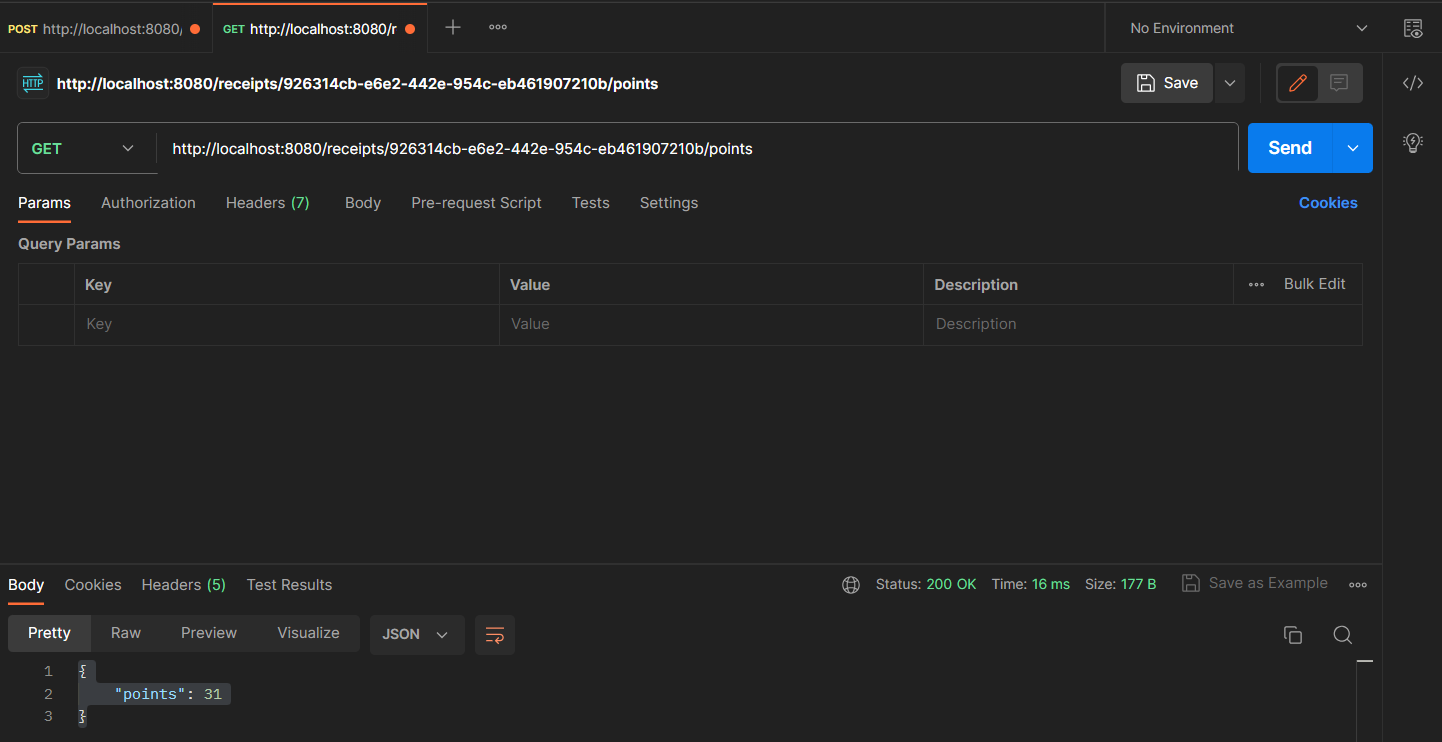 POST http://localhost:8080/ GET http://localhost:8080/r No Environment
HTTP http://localhost:8080/receipts/926314cb-e6e2-442e-954c-eb461907210b/points Save
GET http://localhost:8080/receipts/926314cb-e6e2-442e-954c-eb461907210b/points Send
Params Authorization Headers (7) Body Pre-request Script Tests Settings Cookies
Query Params
Key Value Description Bulk Edit
Key Value Description
Body Cookies Headers (5) Test Results Status: 200 OK Time: 16 ms Size: 177 B Save as Example
Pretty Raw Preview Visualize JSON
1 {
2 "points": 31
3 }